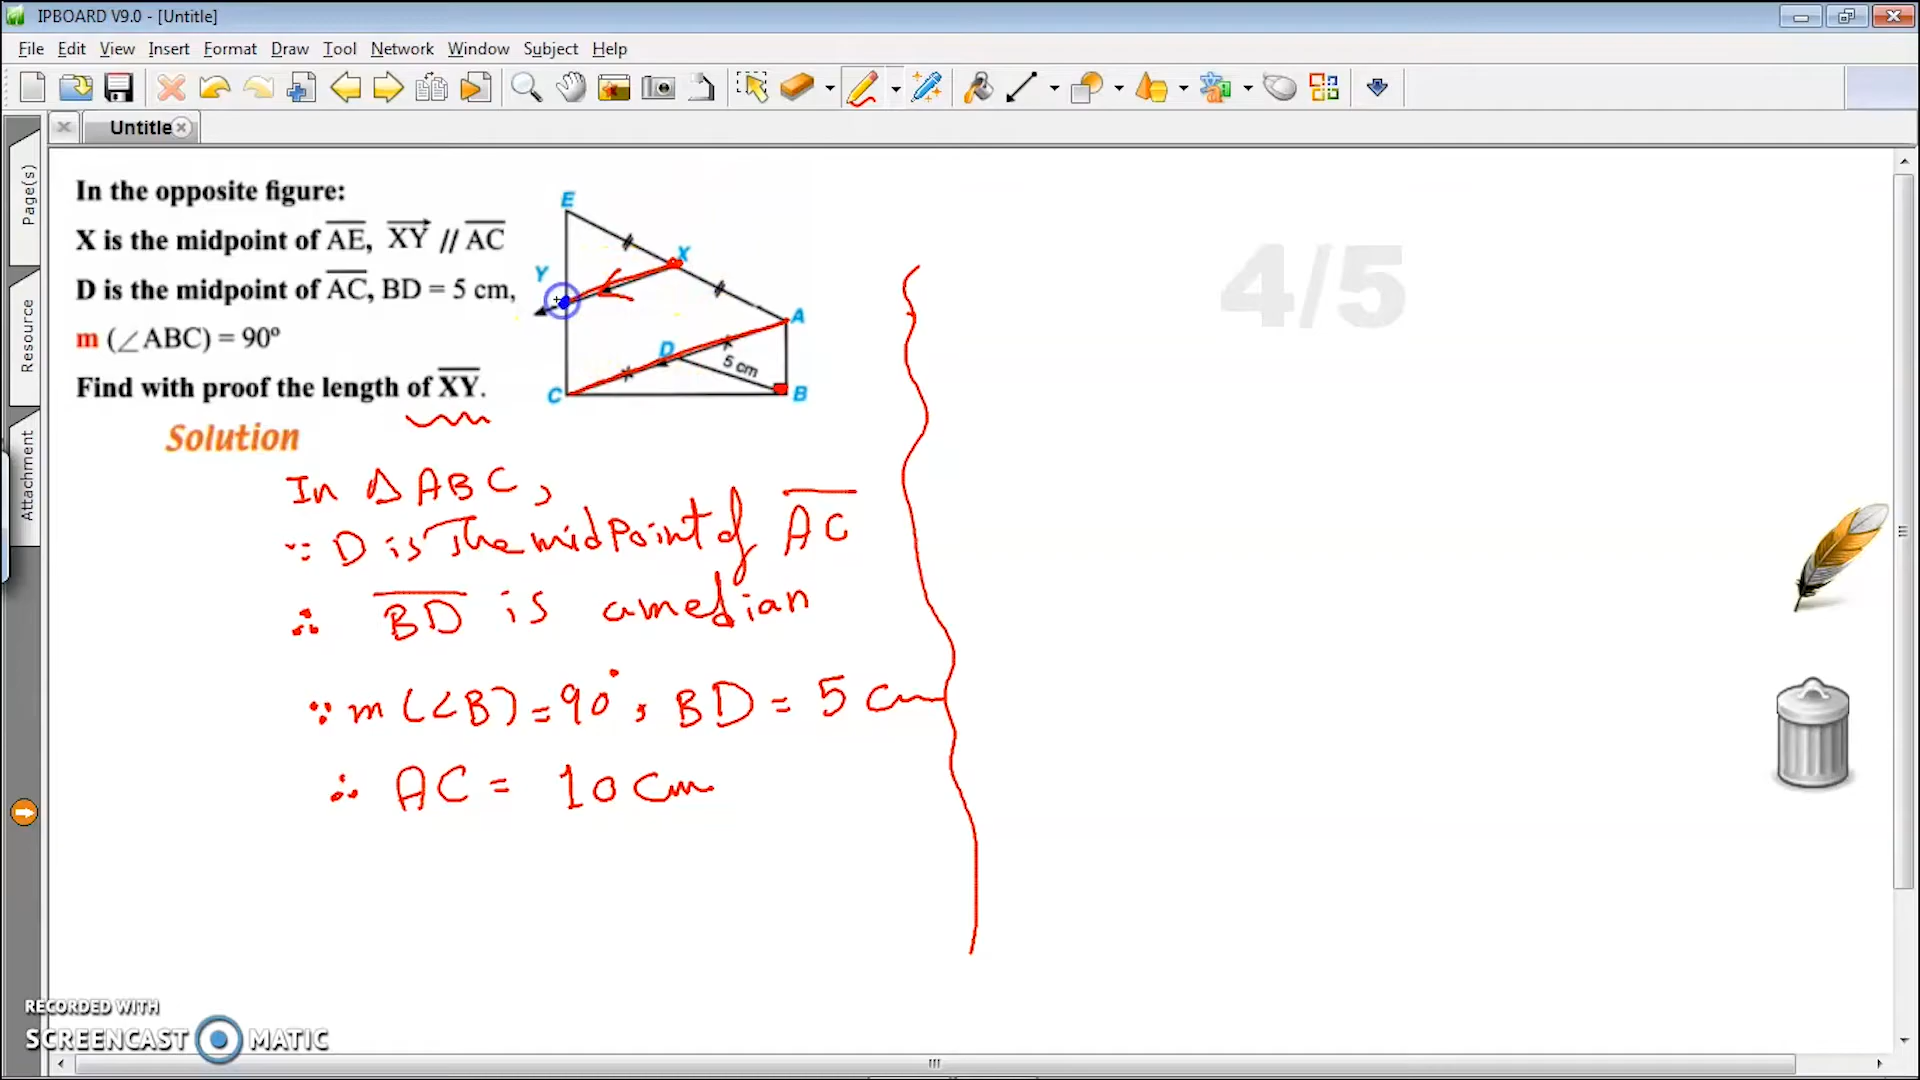 IPBOARD V9.0 - [Untitle]
File Edit View Insert Format Draw Tool Network Window Subject Help
Untitle
Page(s)
Resource
Attachment
In the opposite figure:
X is the midpoint of AE, XY // AC
D is the midpoint of AC, BD = 5 cm,
m (∠ABC) = 90º
Find with proof the length of XY.
E
X
Y
A
D
5 cm
C
B
4/5
Solution
In Δ ABC,
∵ D is the midpoint of AC
∴ BD is a median
∵ m (∠B) = 90°, BD = 5 cm
∴ AC = 10 cm
RECORDED WITH
SCREENCAST MATIC